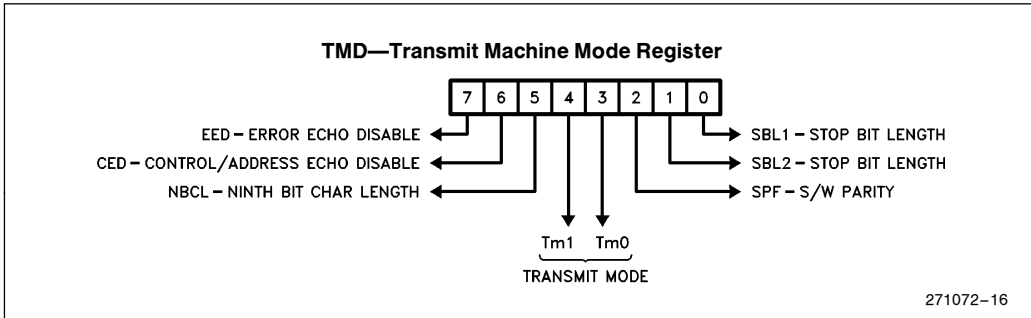 TMD—Transmit Machine Mode Register
7 6 5 4 3 2 1 0
EED – ERROR ECHO DISABLE
SBL1 – STOP BIT LENGTH
CED – CONTROL/ADDRESS ECHO DISABLE
SBL2 – STOP BIT LENGTH
NBCL – NINTH BIT CHAR LENGTH
SPF – S/W PARITY
Tm1 Tm0
TRANSMIT MODE
271072–16